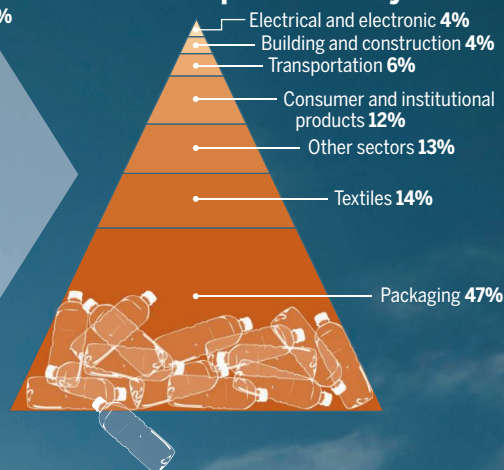 %
Electrical and electronic 4%
Building and construction 4%
Transportation 6%
Consumer and institutional
products 12%
Other sectors 13%
Textiles 14%
Packaging 47%